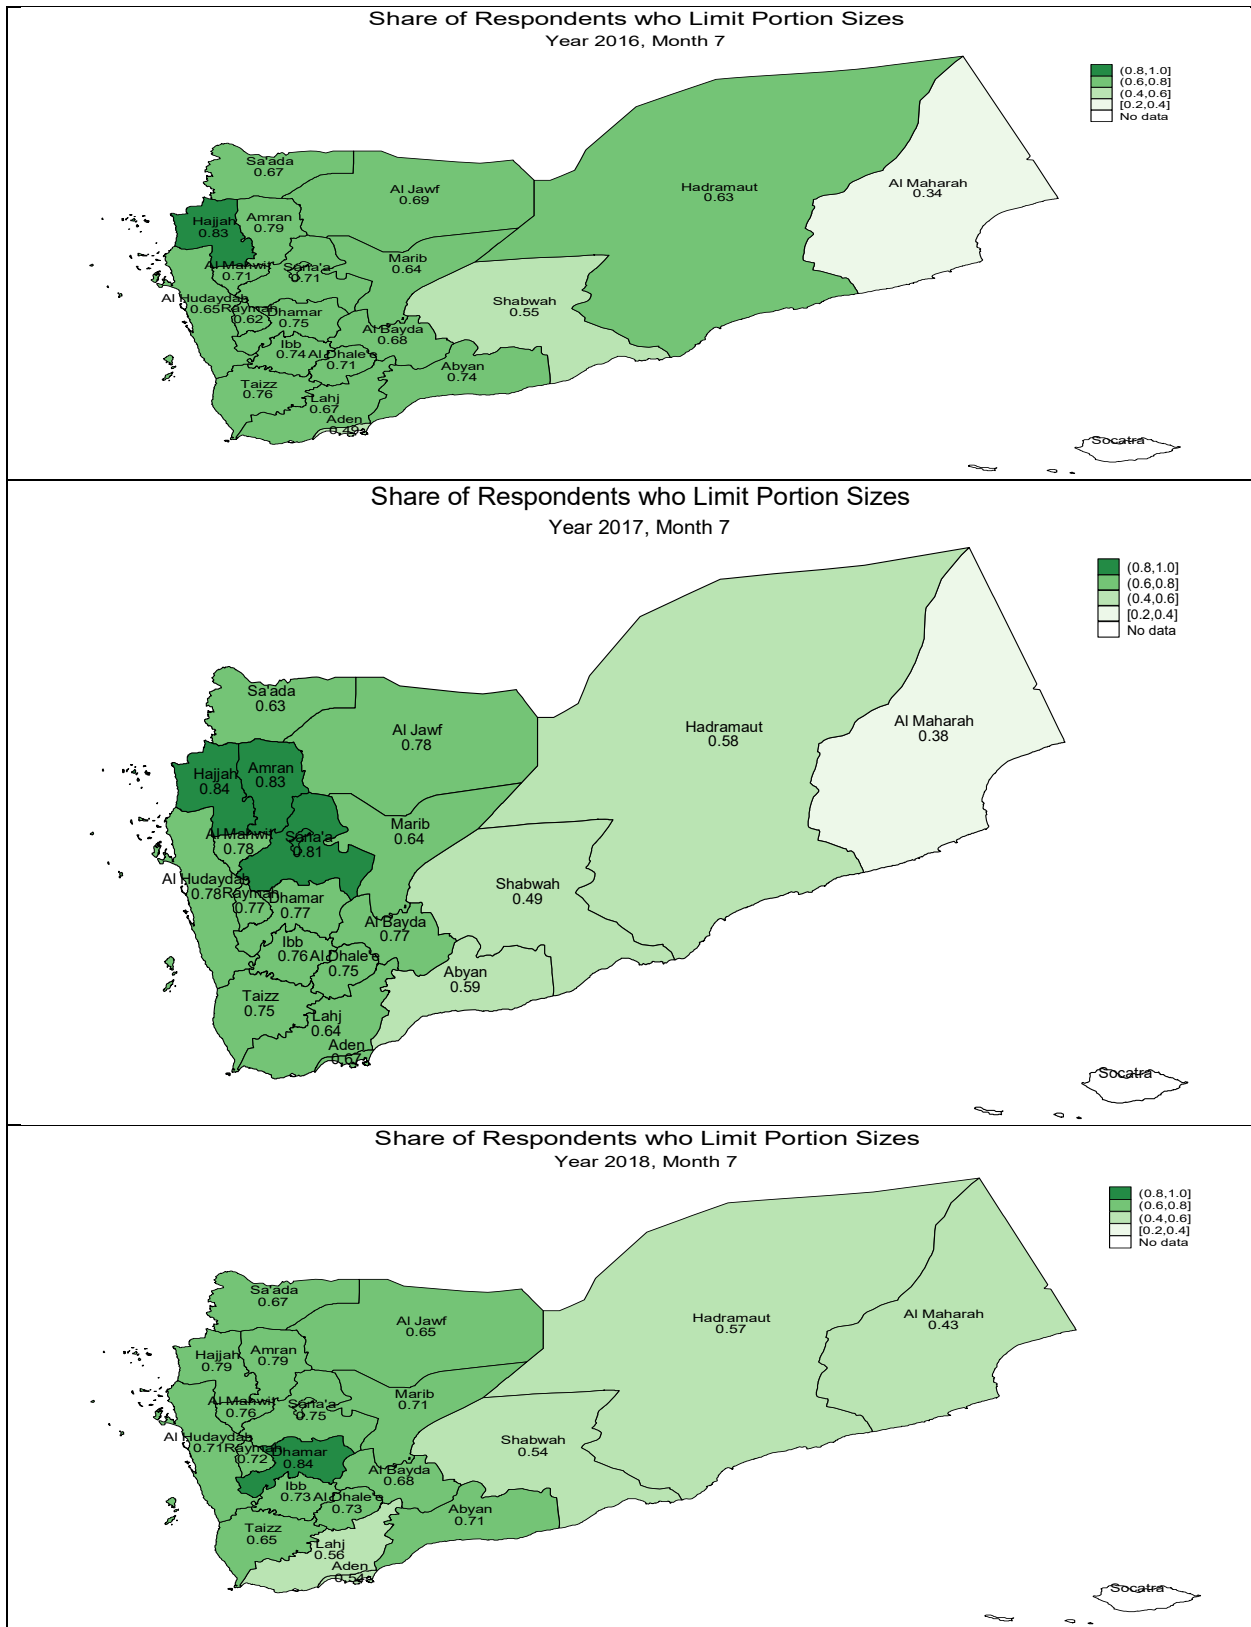 Share of Respondents who Limit Portion Sizes
Year 2016, Month 7
(0.8,1.0]
(0.6,0.8]
(0.4,0.6]
[0.2,0.4]
No data
Sa'ada
0.67
Al Jawf
0.69
Hadramaut
0.63
Al Maharah
0.34
Hajjah
0.83
Amran
0.79
Marib
0.64
Al Mahwit
0.71
Sana'a
0.71
Shabwah
0.55
Al Hudaydah
0.65
Raymah
0.62
Dhamar
0.75
Al Bayda
0.68
Ibb
0.74
Al Dhale'e
0.71
Abyan
0.74
Taizz
0.76
Lahj
0.67
Aden
0.49
Socatra
Share of Respondents who Limit Portion Sizes
Year 2017, Month 7
(0.8,1.0]
(0.6,0.8]
(0.4,0.6]
[0.2,0.4]
No data
Sa'ada
0.63
Al Jawf
0.78
Hadramaut
0.58
Al Maharah
0.38
Hajjah
0.84
Amran
0.83
Marib
0.64
Al Mahwit
0.78
Sana'a
0.81
Shabwah
0.49
Al Hudaydah
0.78
Raymah
0.77
Dhamar
0.77
Al Bayda
0.77
Ibb
0.76
Al Dhale'e
0.75
Abyan
0.59
Taizz
0.75
Lahj
0.64
Aden
0.67
Socatra
Share of Respondents who Limit Portion Sizes
Year 2018, Month 7
(0.8,1.0]
(0.6,0.8]
(0.4,0.6]
[0.2,0.4]
No data
Sa'ada
0.67
Al Jawf
0.65
Hadramaut
0.57
Al Maharah
0.43
Hajjah
0.79
Amran
0.79
Marib
0.71
Al Mahwit
0.76
Sana'a
0.75
Shabwah
0.54
Al Hudaydah
0.71
Raymah
0.72
Dhamar
0.84
Al Bayda
0.68
Ibb
0.73
Al Dhale'e
0.73
Abyan
0.71
Taizz
0.65
Lahj
0.56
Aden
0.54
Socatra